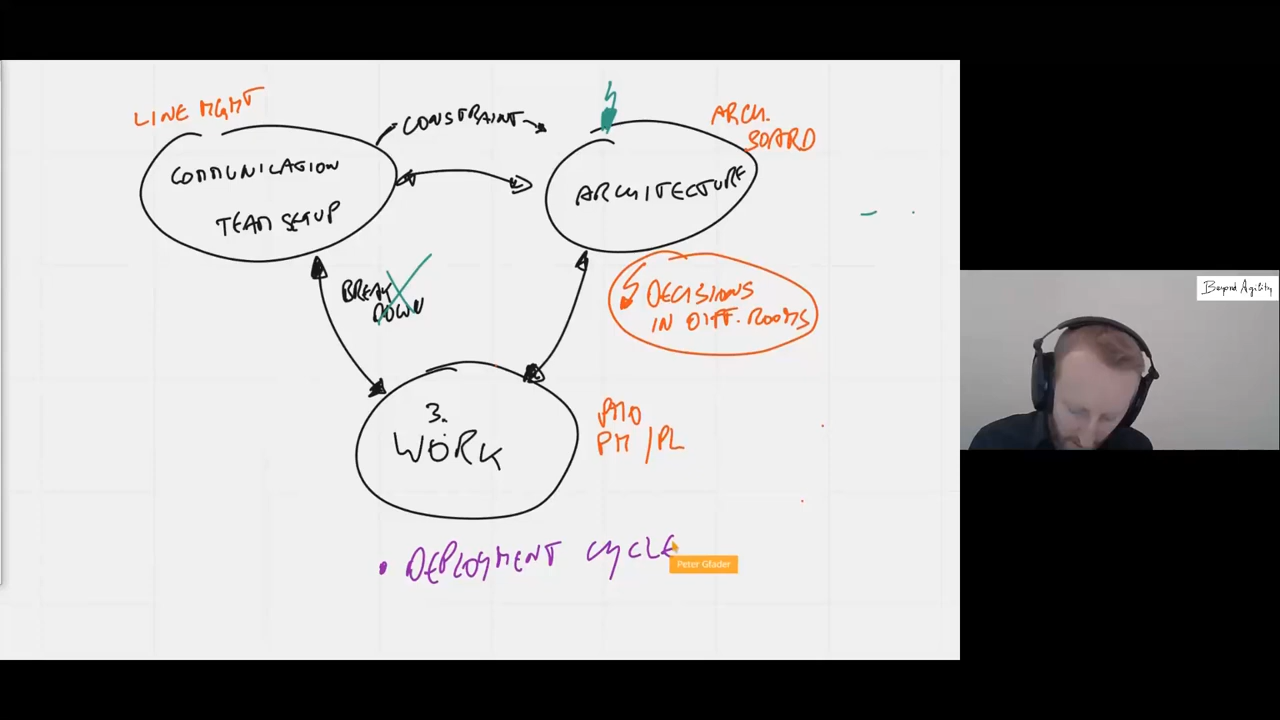 LINE MGMT
CONSTRAINT
ARCH.
BOARD
COMMUNICATION
TEAM SETUP
ARCHITECTURE
BREAK
DOWN
DECISIONS
IN DIFF. ROOMS
Beyond Agility
3.
WORK
PMO
PM/PL
• DEPLOYMENT CYCLE
Peter Glader